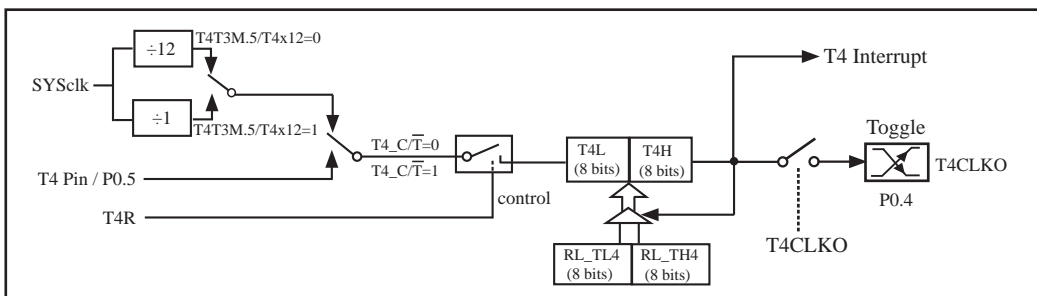 ÷12
T4T3M.5/T4x12=0
SYSclk
÷1
T4T3M.5/T4x12=1
T4_C/T̅=0
T4_C/T̅=1
T4 Pin / P0.5
T4R
control
T4L
(8 bits)
T4H
(8 bits)
RL_TL4
(8 bits)
RL_TH4
(8 bits)
T4 Interrupt
Toggle
T4CLKO
P0.4
T4CLKO